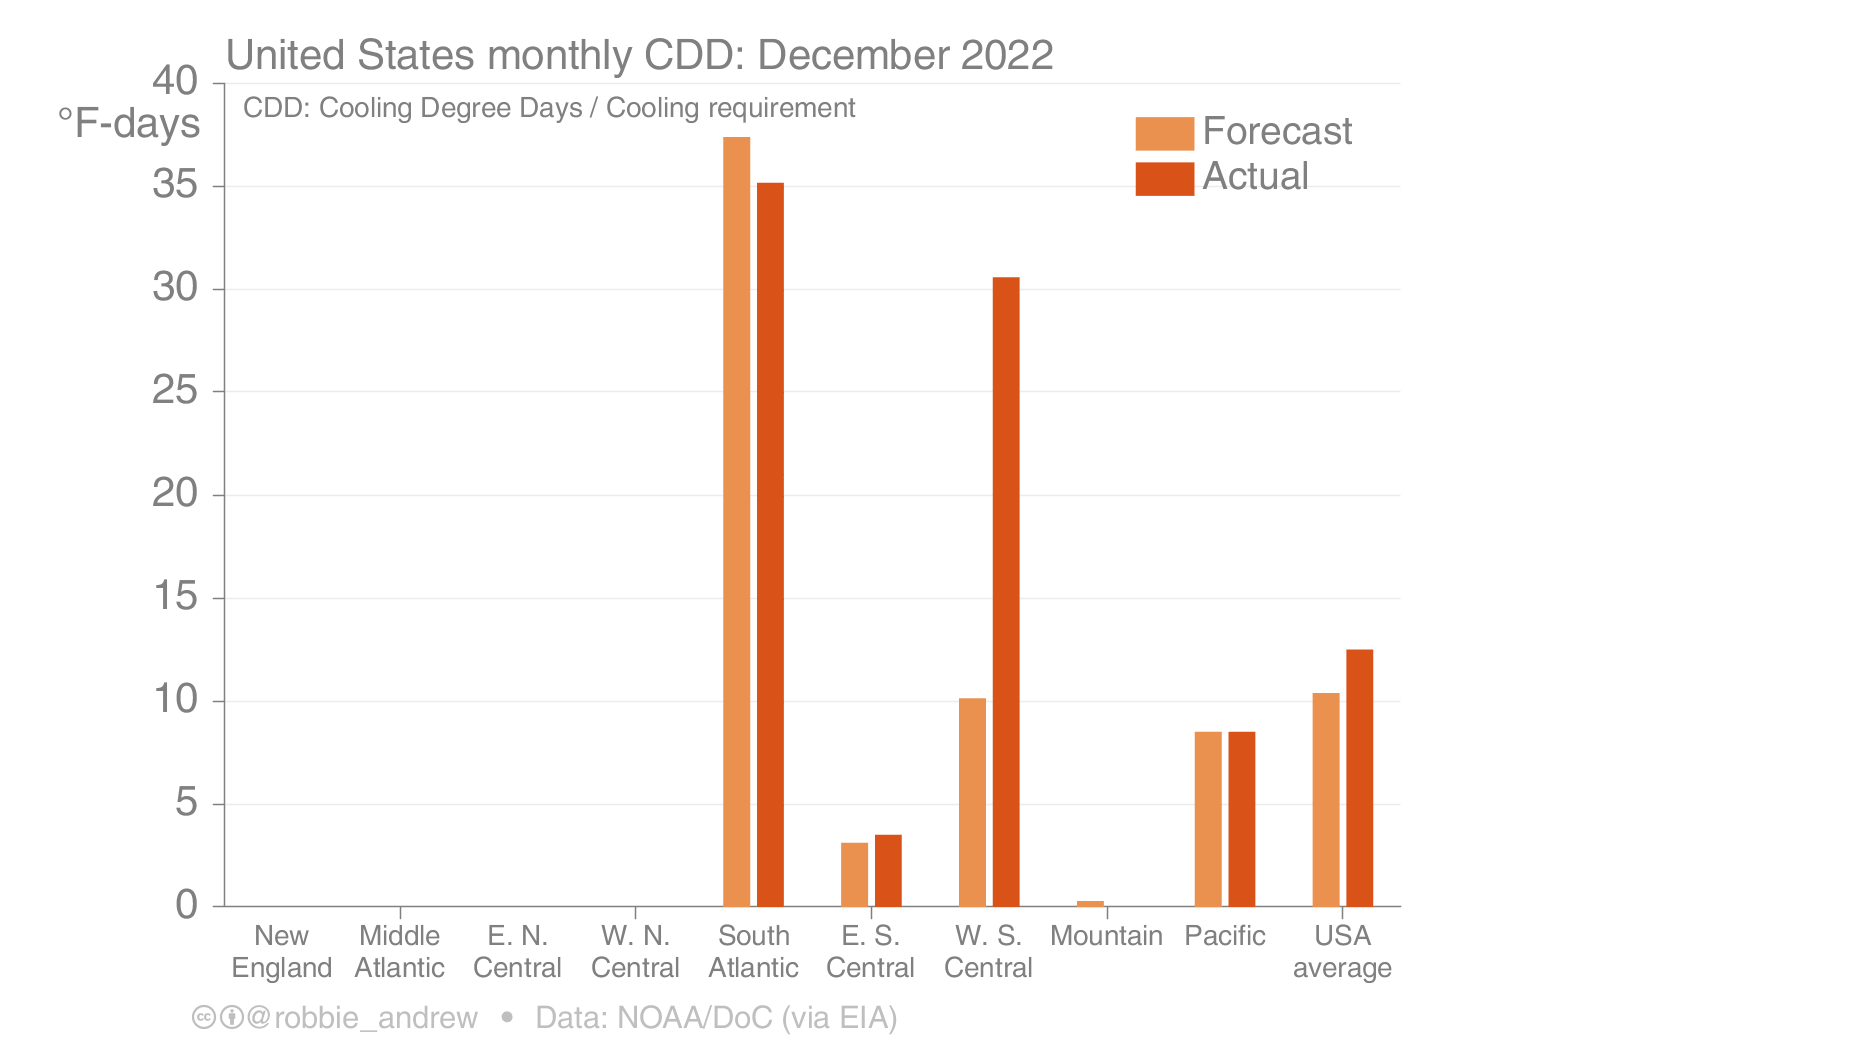 United States monthly CDD: December 2022
40
°F-days
CDD: Cooling Degree Days / Cooling requirement
Forecast
Actual
35
30
25
20
15
10
5
0
New England
Middle Atlantic
E. N. Central
W. N. Central
South Atlantic
E. S. Central
W. S. Central
Mountain
Pacific
USA average
cc @robbie_andrew • Data: NOAA/DoC (via EIA)